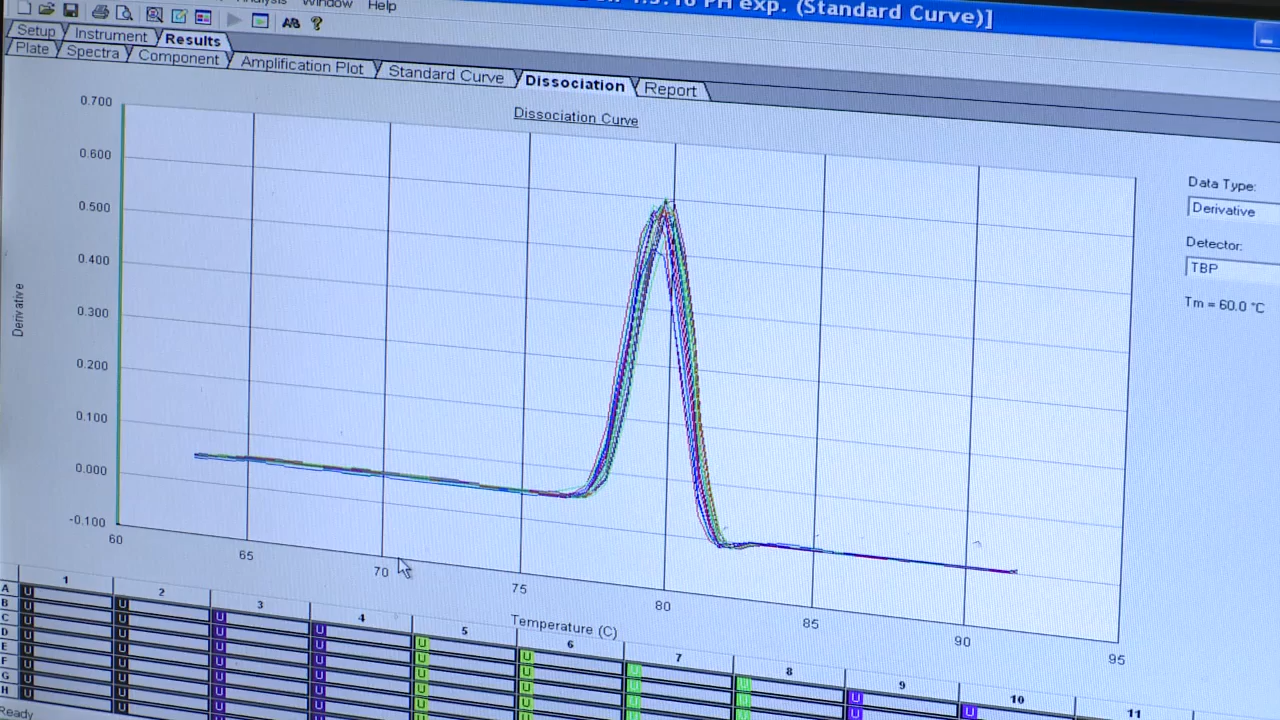 Window Help
PH exp. (Standard Curve)]
Setup Instrument Results
Plate Spectra Component Amplification Plot Standard Curve Dissociation Report
Dissociation Curve
0.700
0.600
0.500
0.400
0.300
0.200
0.100
0.000
-0.100
Derivative
60 65 70 75 80 85 90 95
Temperature (C)
Data Type:
Derivative
Detector:
TBP
Tm = 60.0 °C
1 2 3 4 5 6 7 8 9 10 11
A U
B U U
C U U U
D U U U U
E U U U U U
F U U U U U U
G U U U U U U U U
H U U U U U U U U U U
Ready